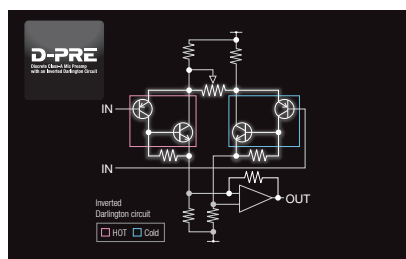 D-PRE
Discrete Class-A Mic Preamp
with an Inverted Darlington Circuit
IN
IN
OUT
Inverted
Darlington circuit
HOT Cold